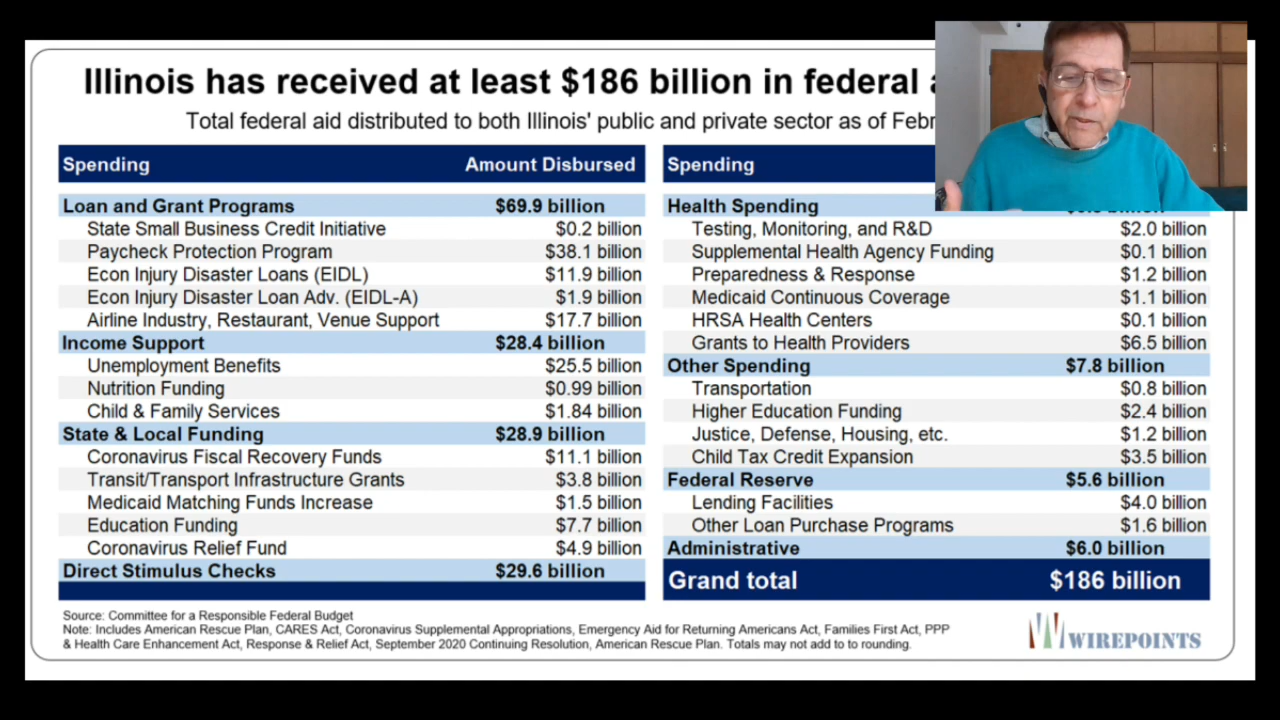 Illinois has received at least $186 billion in federal
Total federal aid distributed to both Illinois' public and private sector as of
Spending Amount Disbursed
Loan and Grant Programs $69.9 billion
State Small Business Credit Initiative $0.2 billion
Paycheck Protection Program $38.1 billion
Econ Injury Disaster Loans (EIDL) $11.9 billion
Econ Injury Disaster Loan Adv. (EIDL-A) $1.9 billion
Airline Industry, Restaurant, Venue Support $17.7 billion
Income Support $28.4 billion
Unemployment Benefits $25.5 billion
Nutrition Funding $0.99 billion
Child & Family Services $1.84 billion
State & Local Funding $28.9 billion
Coronavirus Fiscal Recovery Funds $11.1 billion
Transit/Transport Infrastructure Grants $3.8 billion
Medicaid Matching Funds Increase $1.5 billion
Education Funding $7.7 billion
Coronavirus Relief Fund $4.9 billion
Direct Stimulus Checks $29.6 billion
Spending
Health Spending
Testing, Monitoring, and R&D $2.0 billion
Supplemental Health Agency Funding $0.1 billion
Preparedness & Response $1.2 billion
Medicaid Continuous Coverage $1.1 billion
HRSA Health Centers $0.1 billion
Grants to Health Providers $6.5 billion
Other Spending $7.8 billion
Transportation $0.8 billion
Higher Education Funding $2.4 billion
Justice, Defense, Housing, etc. $1.2 billion
Child Tax Credit Expansion $3.5 billion
Federal Reserve $5.6 billion
Lending Facilities $4.0 billion
Other Loan Purchase Programs $1.6 billion
Administrative $6.0 billion
Grand total $186 billion
Source: Committee for a Responsible Federal Budget
Note: Includes American Rescue Plan, CARES Act, Coronavirus Supplemental Appropriations, Emergency Aid for Returning Americans Act, Families First Act, PPP
& Health Care Enhancement Act, Response & Relief Act, September 2020 Continuing Resolution, American Rescue Plan. Totals may not add to to rounding.
WIREPOINTS